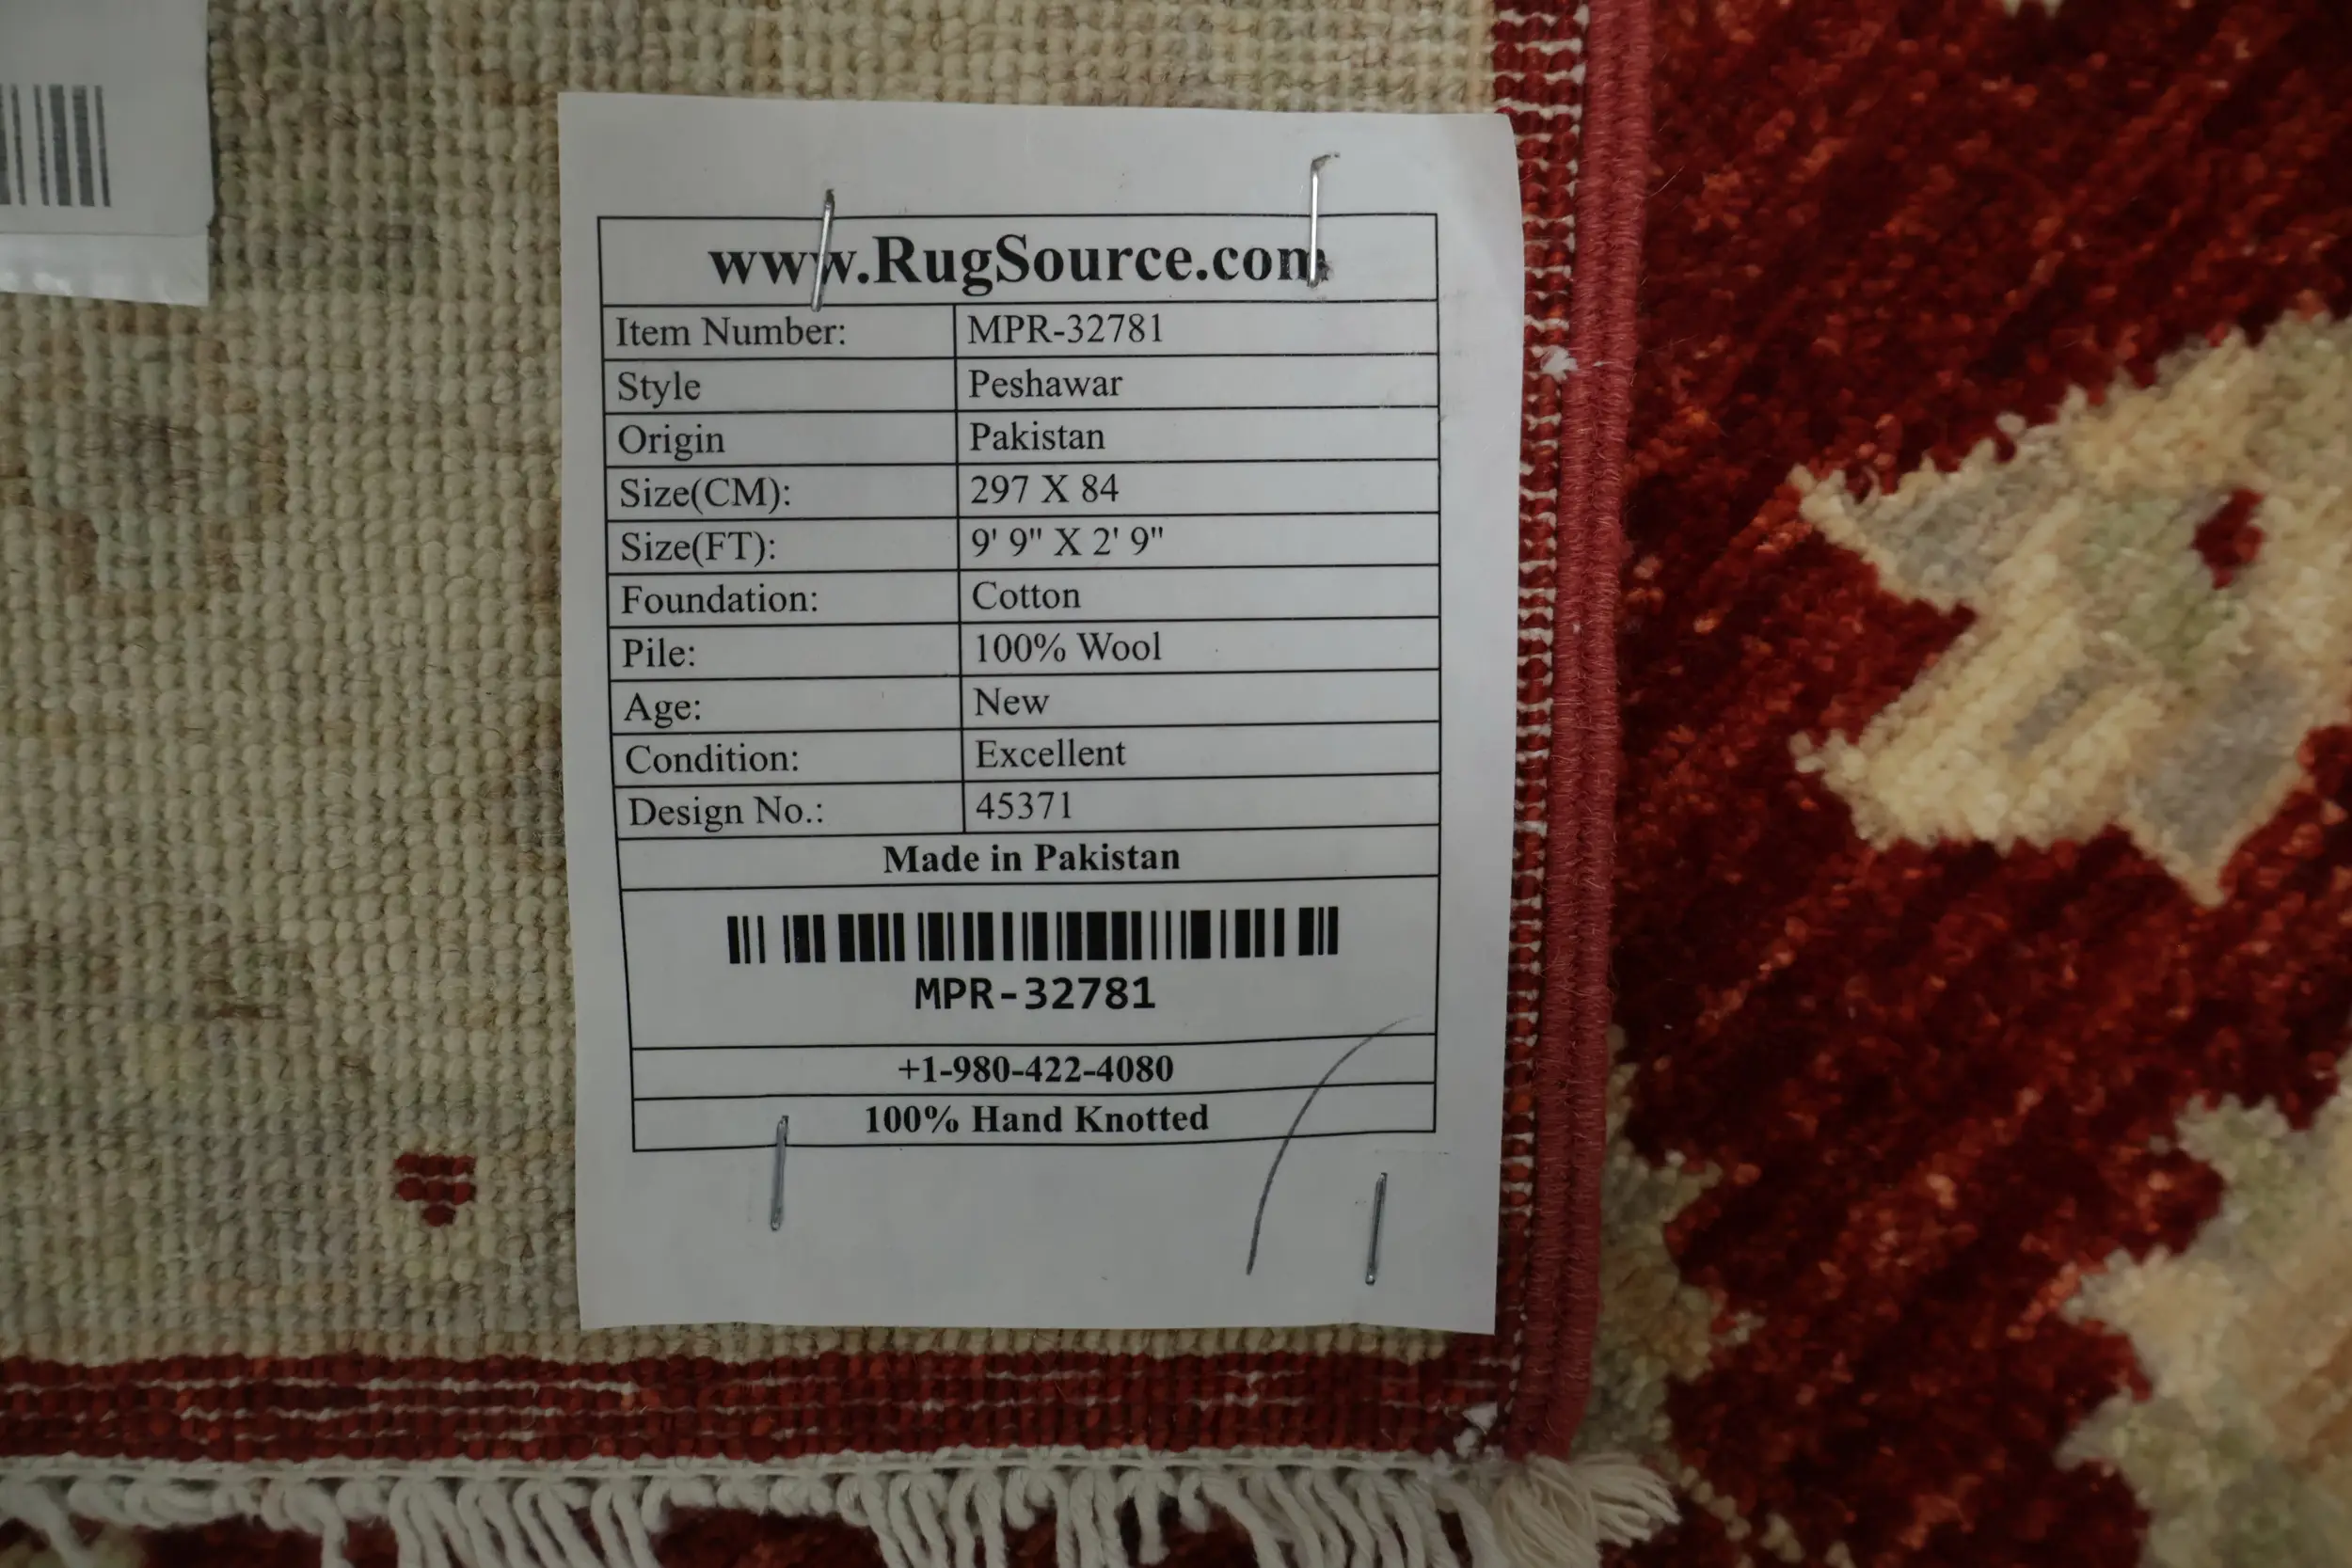 www.RugSource.com
Item Number: MPR-32781
Style Peshawar
Origin Pakistan
Size(CM): 297 X 84
Size(FT): 9' 9" X 2' 9"
Foundation: Cotton
Pile: 100% Wool
Age: New
Condition: Excellent
Design No.: 45371
Made in Pakistan
MPR-32781
+1-980-422-4080
100% Hand Knotted